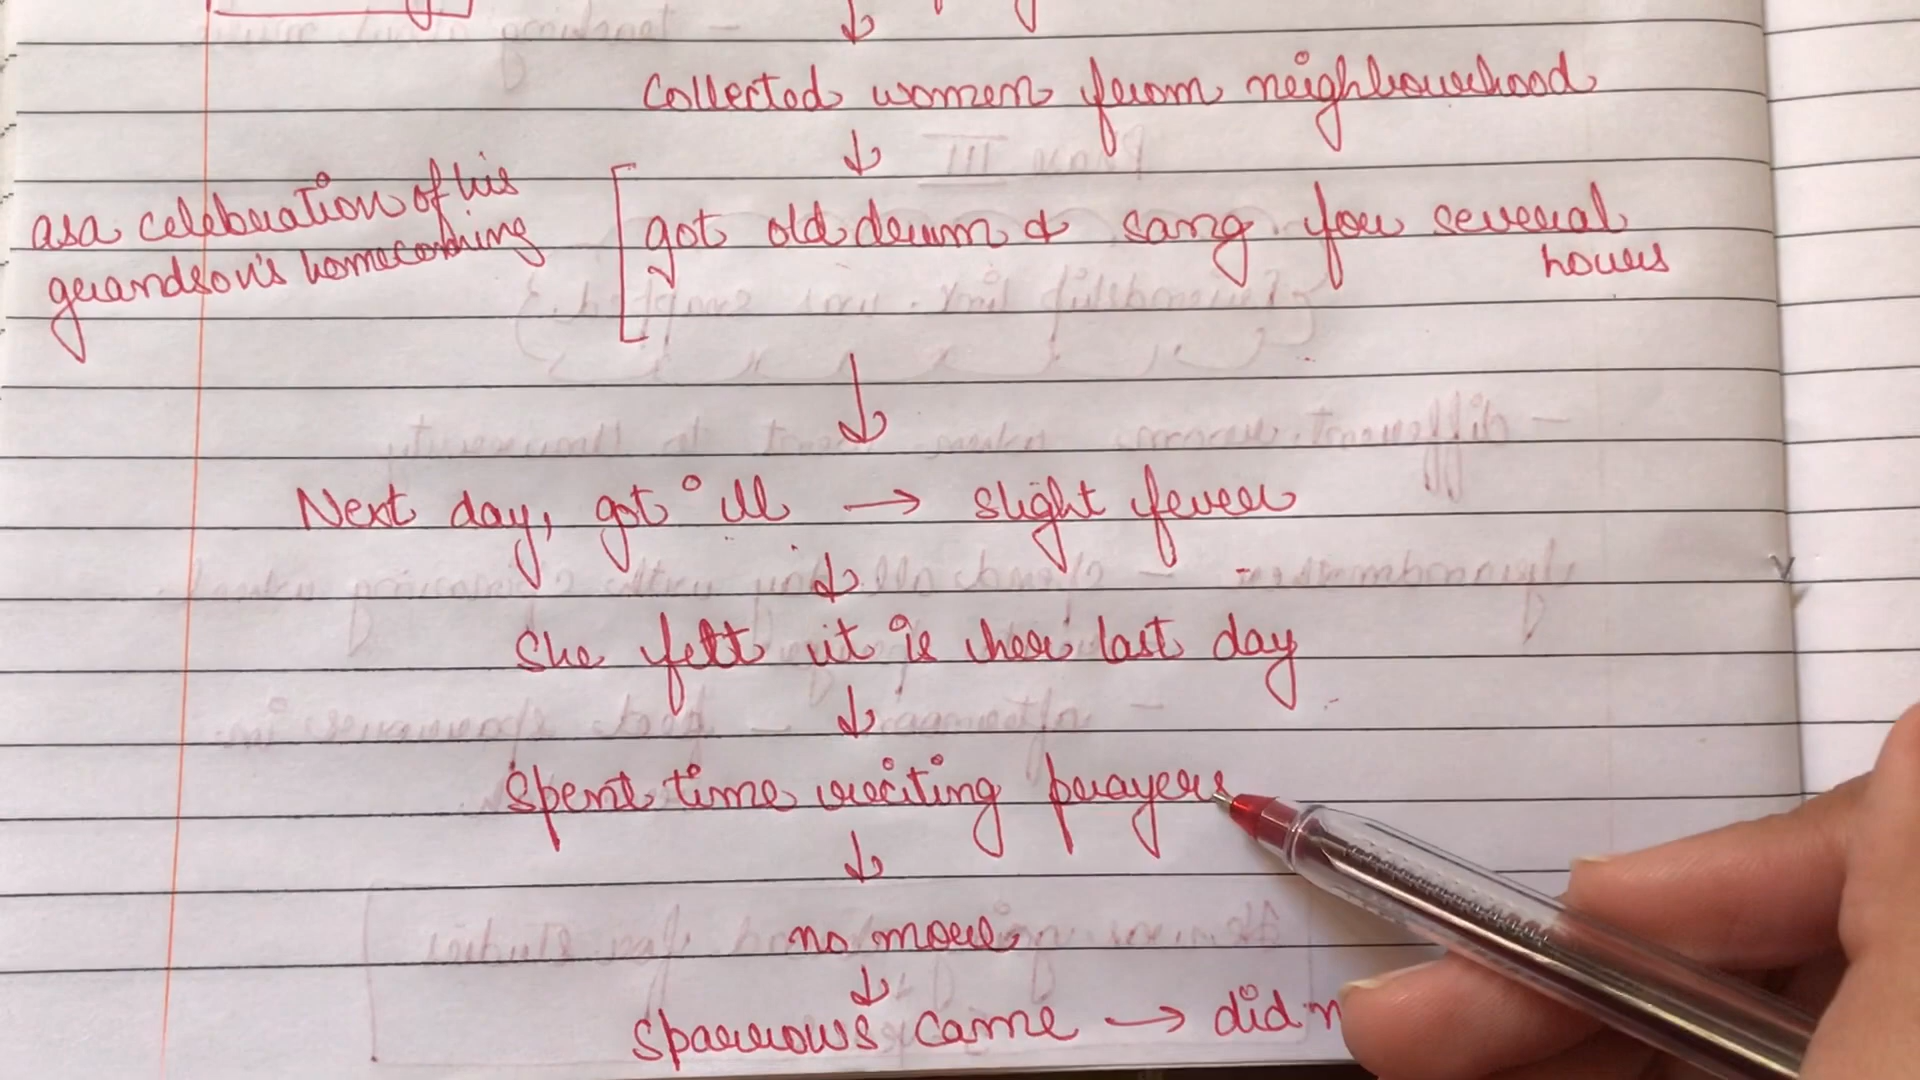 Collected women from neighbourhood
↓
as a celebration of his
grandson's homecoming
[got old drum & sang for several
hours
↓
Next day, got ill → slight fever
↓
She felt it is her last day
↓
Spent time reciting prayers
↓
no more
↓
sparrows came → did n